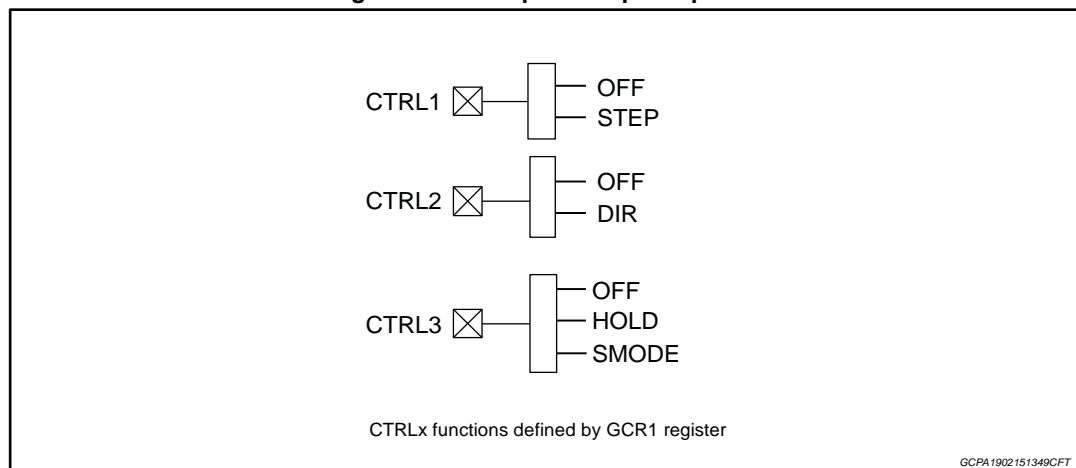 CTRL1
OFF
STEP
CTRL2
OFF
DIR
CTRL3
OFF
HOLD
SMODE
CTRLx functions defined by GCR1 register
GCPA1902151349CFT